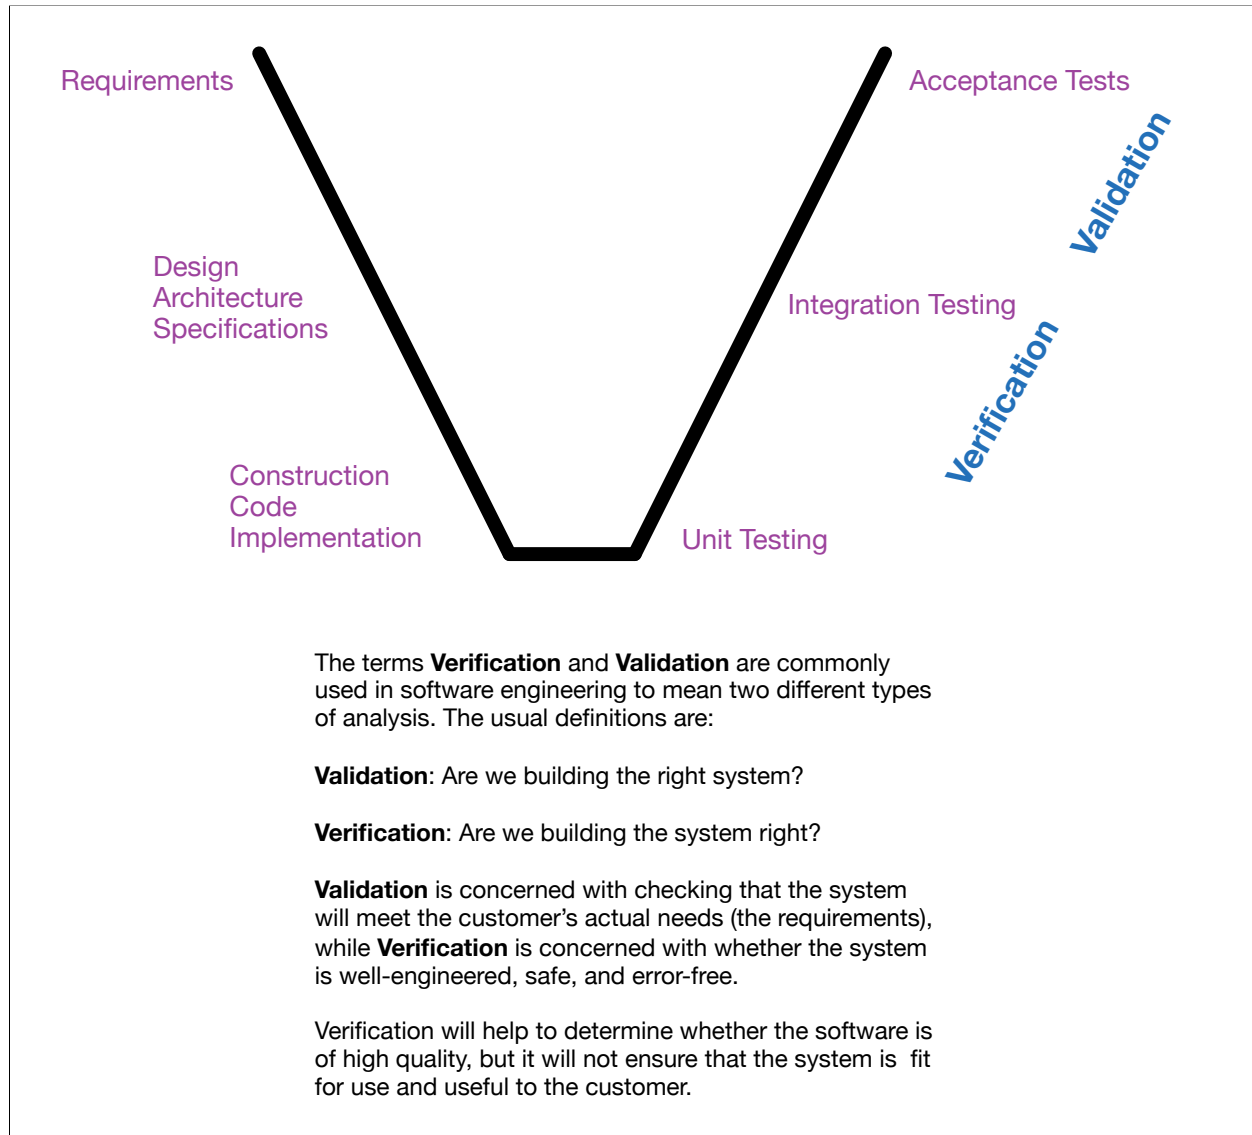 Requirements
Acceptance Tests
Validation
Design
Architecture
Specifications
Integration Testing
Verification
Construction
Code
Implementation
Unit Testing
The terms Verification and Validation are commonly
used in software engineering to mean two different types
of analysis. The usual definitions are:
Validation: Are we building the right system?
Verification: Are we building the system right?
Validation is concerned with checking that the system
will meet the customer’s actual needs (the requirements),
while Verification is concerned with whether the system
is well-engineered, safe, and error-free.
Verification will help to determine whether the software is
of high quality, but it will not ensure that the system is  fit
for use and useful to the customer.